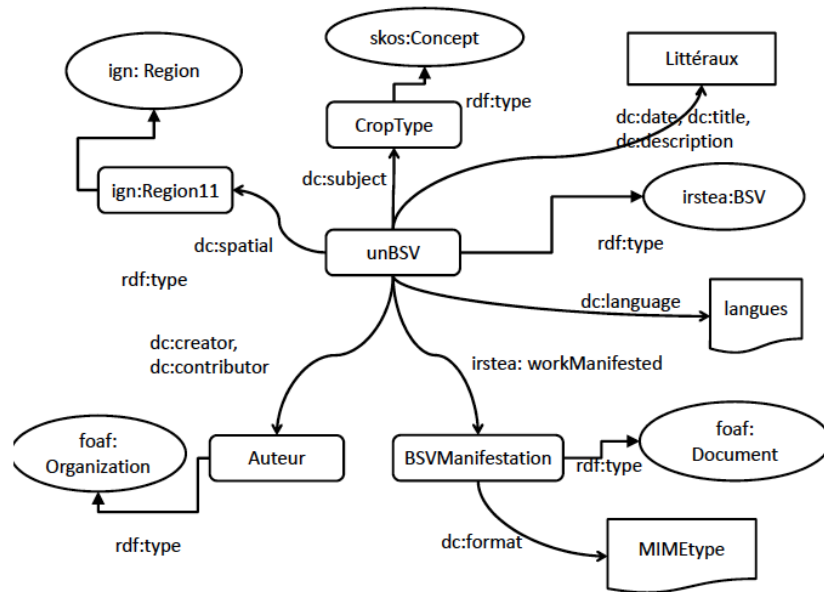 skos:Concept
Littéraux
ign: Region
rdf:type
dc:date, dc:title,
dc:description
CropType
dc:subject
ign:Region11
irstea:BSV
dc:spatial
unBSV
rdf:type
rdf:type
dc:language
langues
dc:creator,
dc:contributor
irstea: workManifested
foaf:
Organization
Auteur
BSVManifestation
foaf:
Document
rdf:type
rdf:type
dc:format
MIMEtype